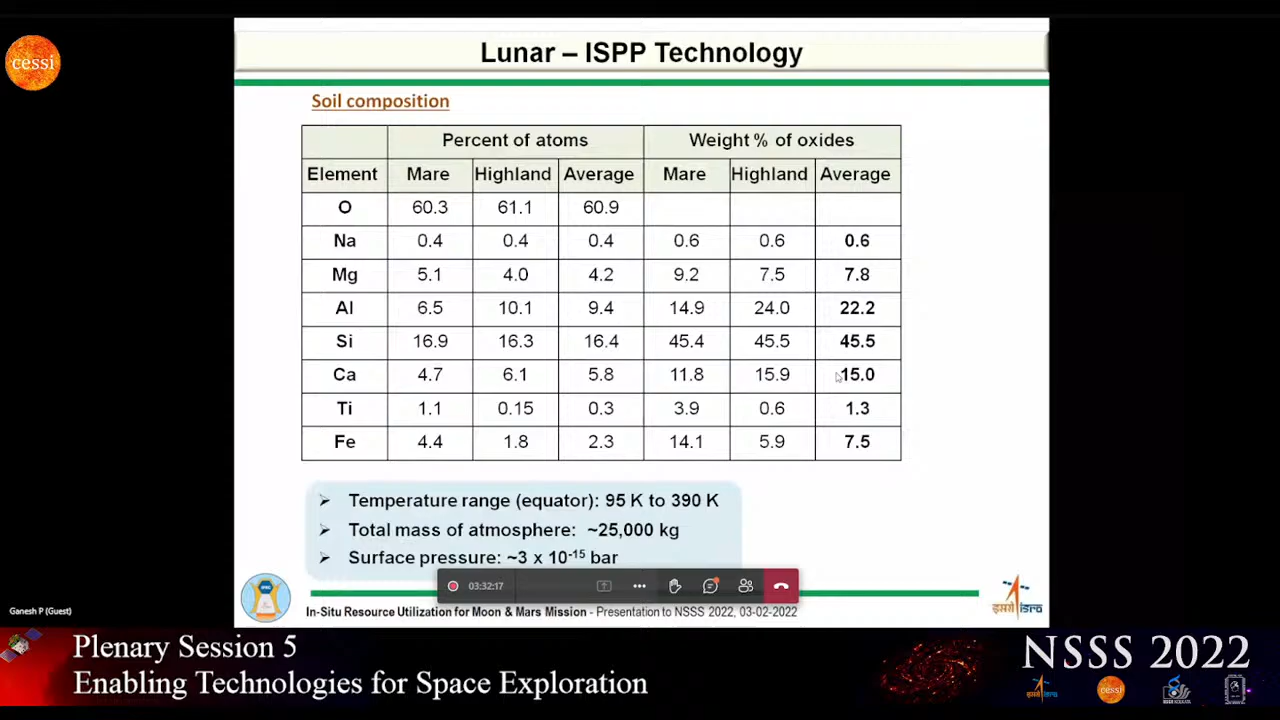 cessi
Lunar – ISPP Technology
Soil composition
Percent of atoms Weight % of oxides
Element Mare Highland Average Mare Highland Average
O 60.3 61.1 60.9
Na 0.4 0.4 0.4 0.6 0.6 0.6
Mg 5.1 4.0 4.2 9.2 7.5 7.8
Al 6.5 10.1 9.4 14.9 24.0 22.2
Si 16.9 16.3 16.4 45.4 45.5 45.5
Ca 4.7 6.1 5.8 11.8 15.9 15.0
Ti 1.1 0.15 0.3 3.9 0.6 1.3
Fe 4.4 1.8 2.3 14.1 5.9 7.5
➢ Temperature range (equator): 95 K to 390 K
➢ Total mass of atmosphere: ~25,000 kg
➢ Surface pressure: ~3 x 10⁻¹⁵ bar
03:32:17
इसरो isra
Ganesh P (Guest)
In-Situ Resource Utilization for Moon & Mars Mission - Presentation to NSSS 2022, 03-02-2022
Plenary Session 5
Enabling Technologies for Space Exploration
NSSS 2022
cessi